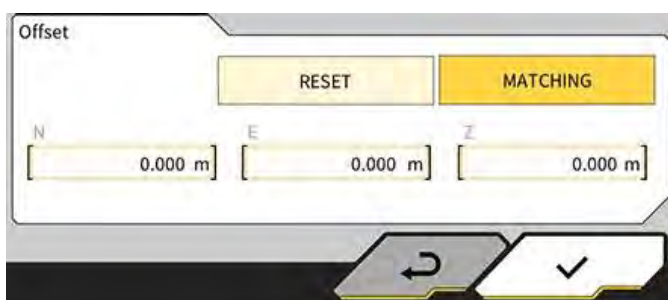 Offset
RESET MATCHING
N E Z
[ 0.000 m] [ 0.000 m] [ 0.000 m]